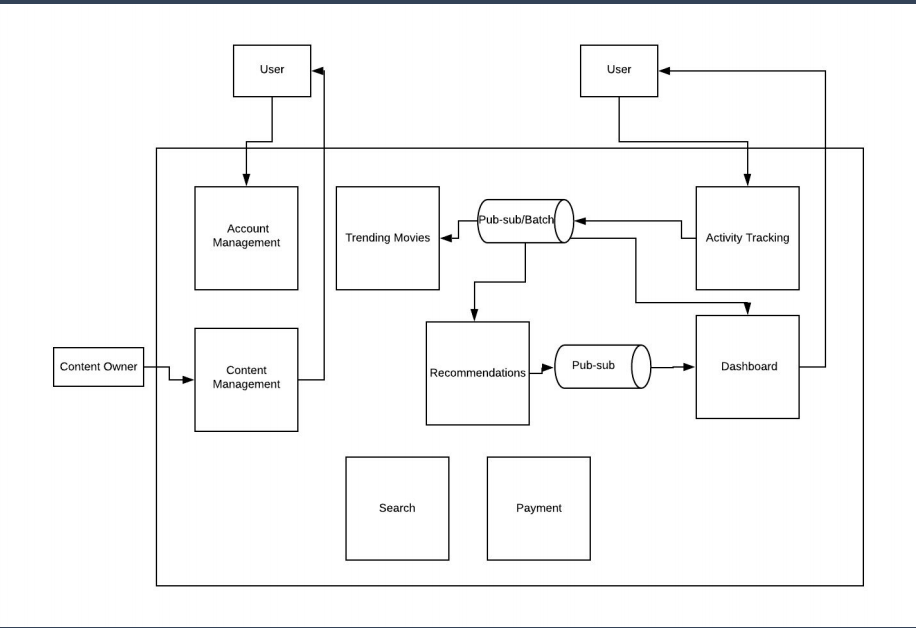 User
User
Account
Management
Trending Movies
Pub-sub/Batch
Activity Tracking
Content Owner
Content
Management
Recommendations
Pub-sub
Dashboard
Search
Payment